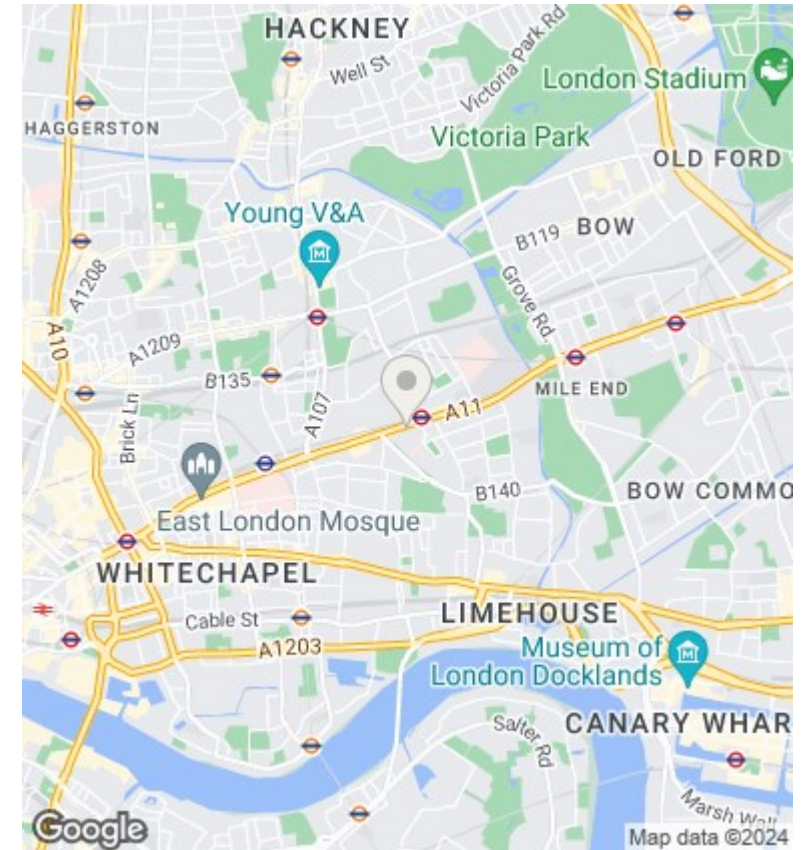 HACKNEY
Well St
Victoria Park Rd
London Stadium
HAGGERSTON
Victoria Park
OLD FORD
Young V&A
B119
BOW
A1208
Grove Rd.
A10
A1209
B135
MILE END
A107
A11
Brick Ln
B140
BOW COMMO
East London Mosque
WHITECHAPEL
Cable St
LIMEHOUSE
A1203
Museum of
London Docklands
Salter Rd
CANARY WHAR
Marsh Wall
Google
Map data ©2024